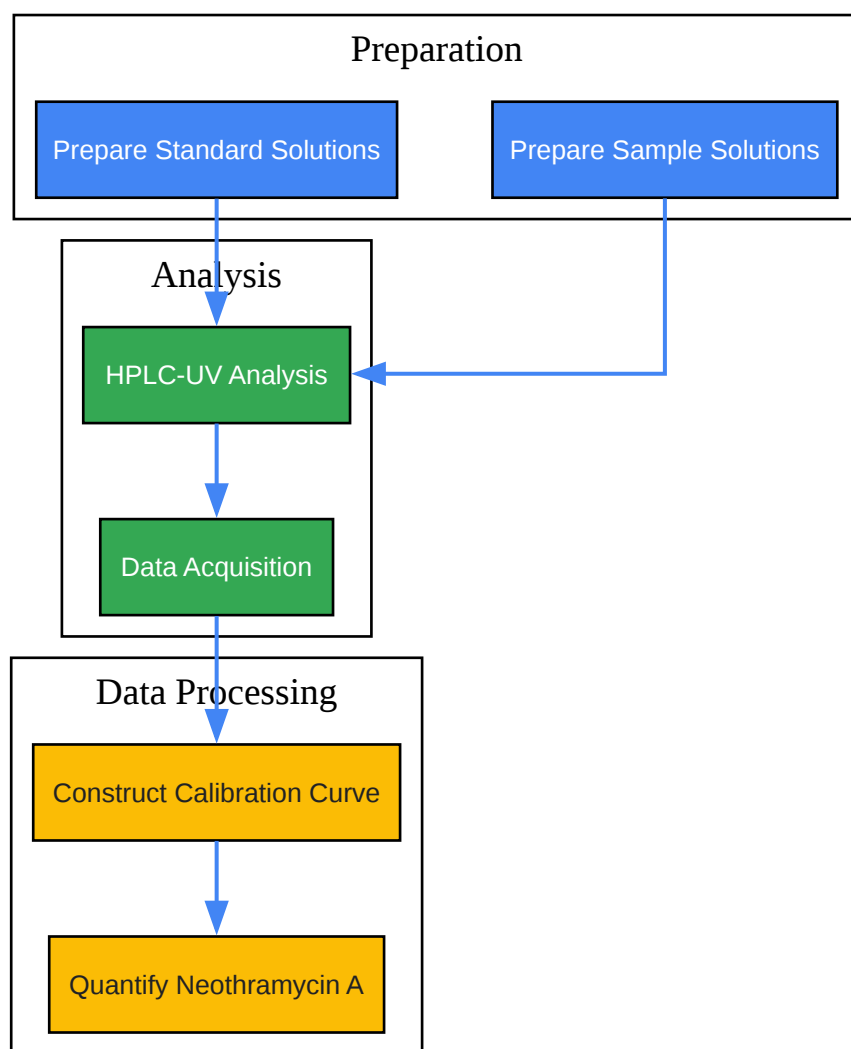 Preparation
Prepare Standard Solutions
Prepare Sample Solutions
Analysis
HPLC-UV Analysis
Data Acquisition
Data Processing
Construct Calibration Curve
Quantify Neothramycin A